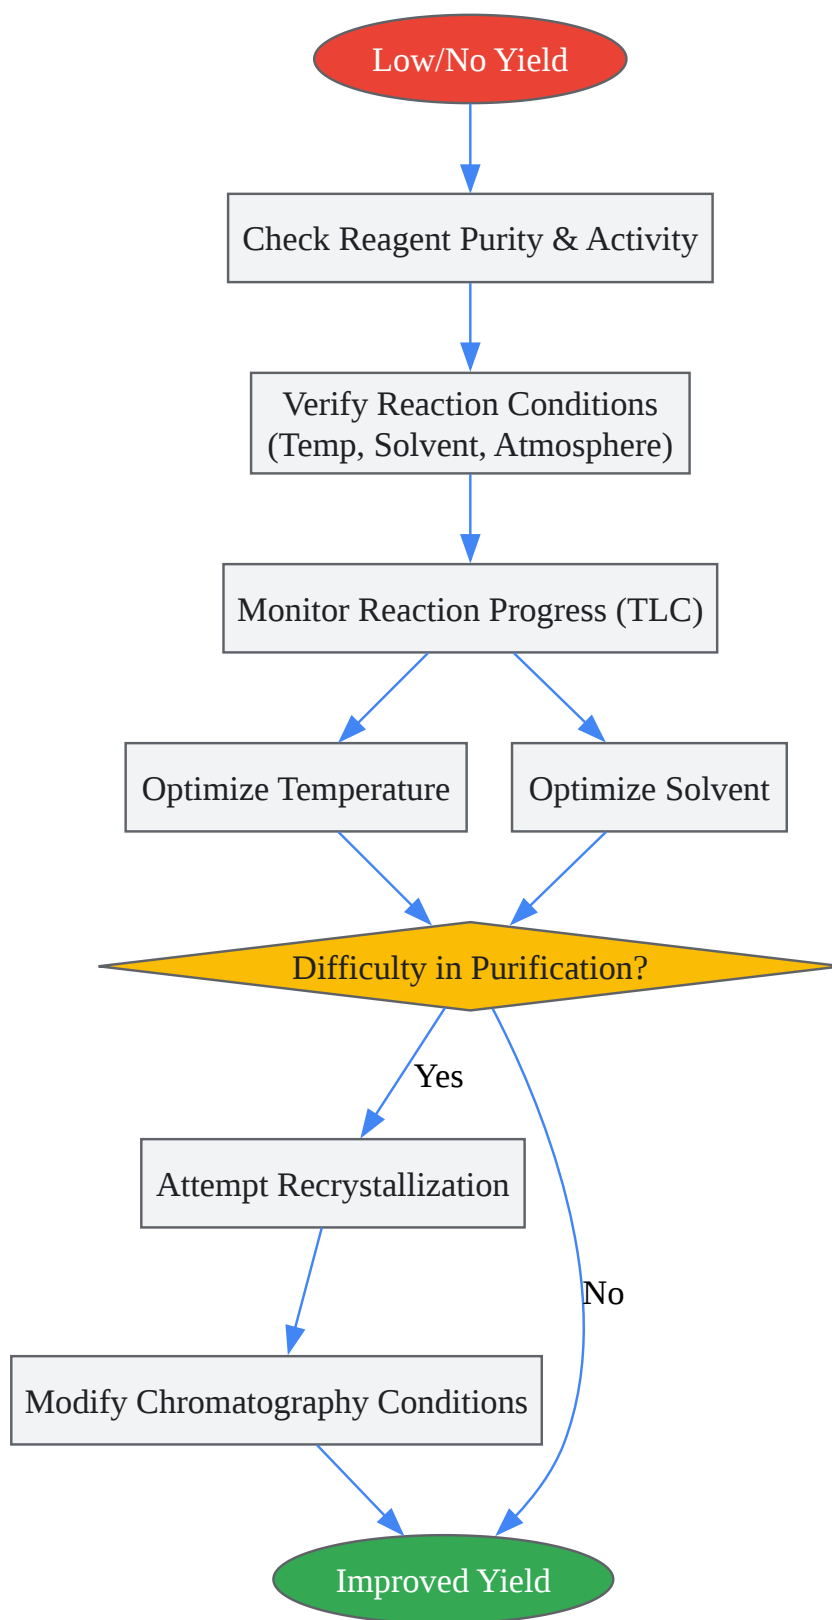 Low/No Yield
Check Reagent Purity & Activity
Verify Reaction Conditions
(Temp, Solvent, Atmosphere)
Monitor Reaction Progress (TLC)
Optimize Temperature
Optimize Solvent
Difficulty in Purification?
Yes
Attempt Recrystallization
No
Modify Chromatography Conditions
Improved Yield